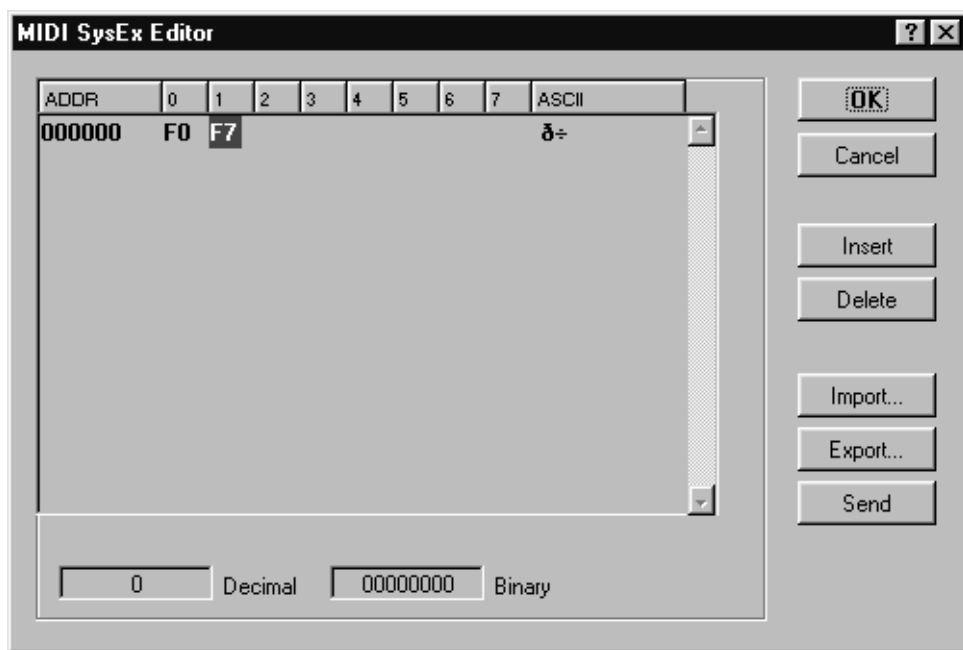 MIDI SysEx Editor
ADDR 0 1 2 3 4 5 6 7 ASCII
000000 F0 F7 ð÷
OK
Cancel
Insert
Delete
Import...
Export...
Send
0 Decimal 00000000 Binary